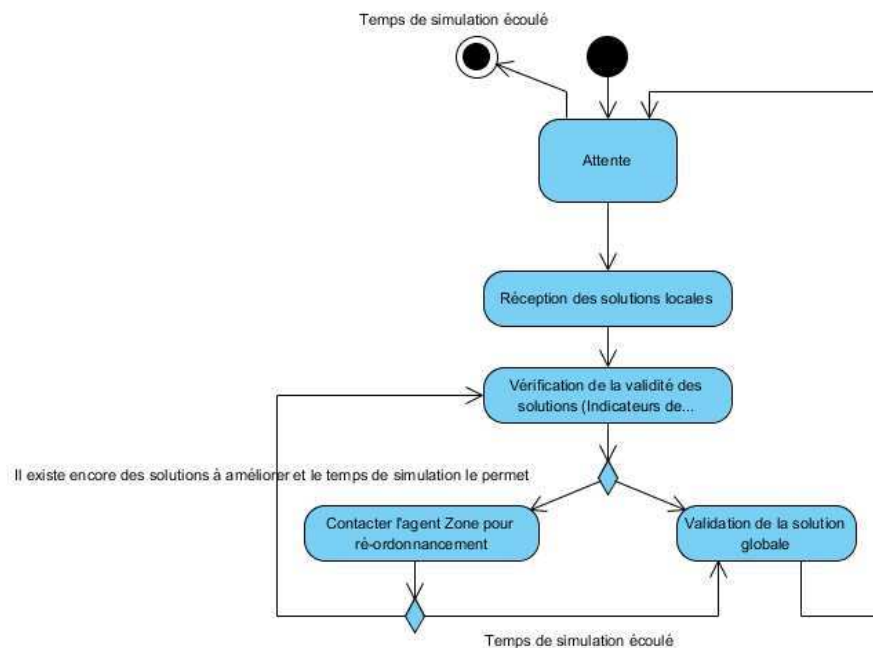 Temps de simulation écoulé
Attente
Réception des solutions locales
Vérification de la validité des
solutions (Indicateurs de...
Il existe encore des solutions à améliorer et le temps de simulation le permet
Contacter l'agent Zone pour
ré-ordonnancement
Validation de la solution
globale
Temps de simulation écoulé